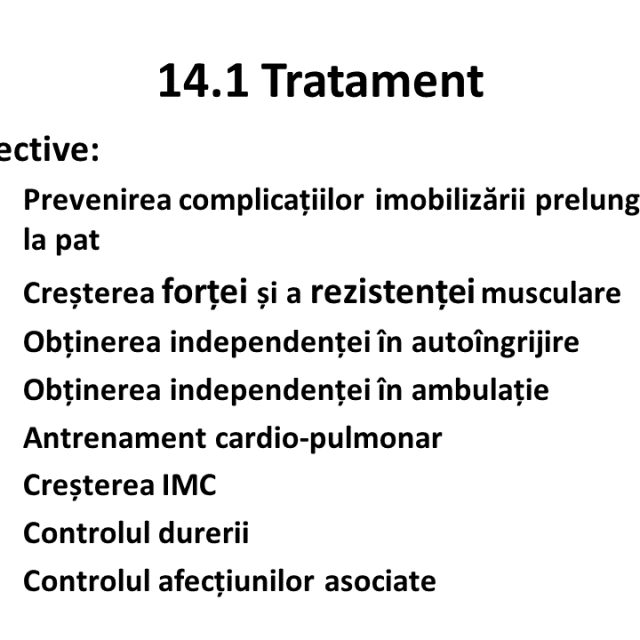 14.1 Tratament
ective:
Prevenirea complicațiilor imobilizării prelung
la pat
Creșterea forței și a rezistenței musculare
Obținerea independenței în autoîngrijire
Obținerea independenței în ambulație
Antrenament cardio-pulmonar
Creșterea IMC
Controlul durerii
Controlul afecțiunilor asociate